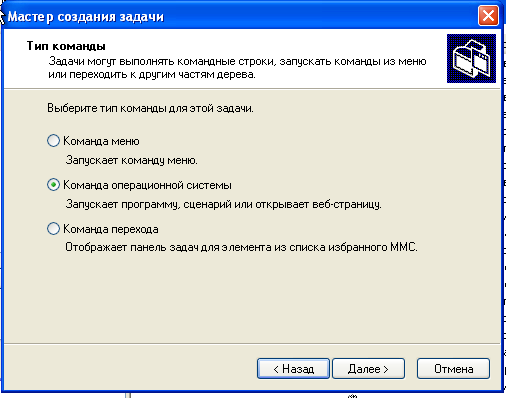 Мастер создания задачи
Тип команды
Задачи могут выполнять командные строки, запускать команды из меню
или переходить к другим частям дерева.
Выберите тип команды для этой задачи.
Команда меню
Запускает команду меню.
Команда операционной системы
Запускает программу, сценарий или открывает веб-страницу.
Команда перехода
Отображает панель задач для элемента из списка избранного MMC.
< Назад
Далее >
Отмена